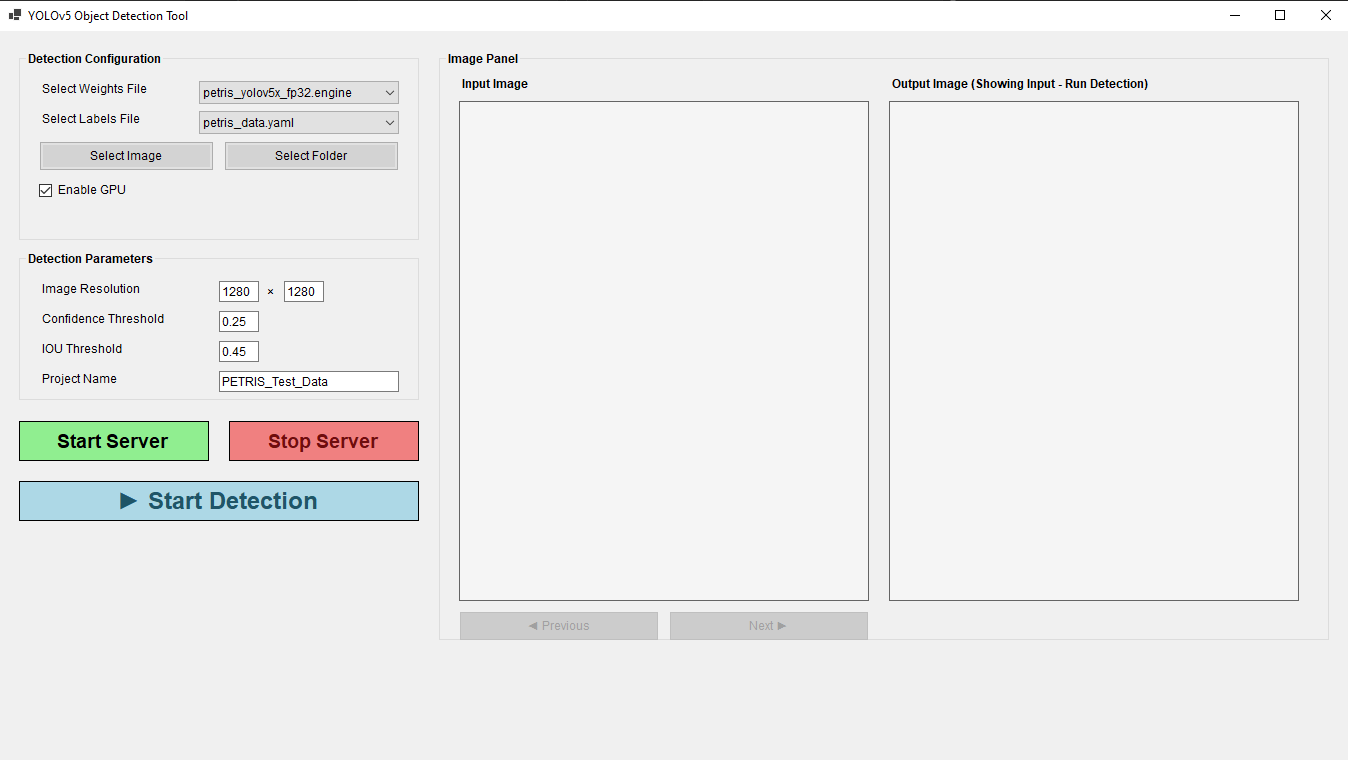 YOLOv5 Object Detection Tool
Detection Configuration
Select Weights File
petris_yolov5x_fp32.engine
Select Labels File
petris_data.yaml
Select Image
Select Folder
Enable GPU
Detection Parameters
Image Resolution
1280 × 1280
Confidence Threshold
0.25
IOU Threshold
0.45
Project Name
PETRIS_Test_Data
Start Server
Stop Server
► Start Detection
Image Panel
Input Image
Output Image (Showing Input - Run Detection)
◄ Previous
Next ►